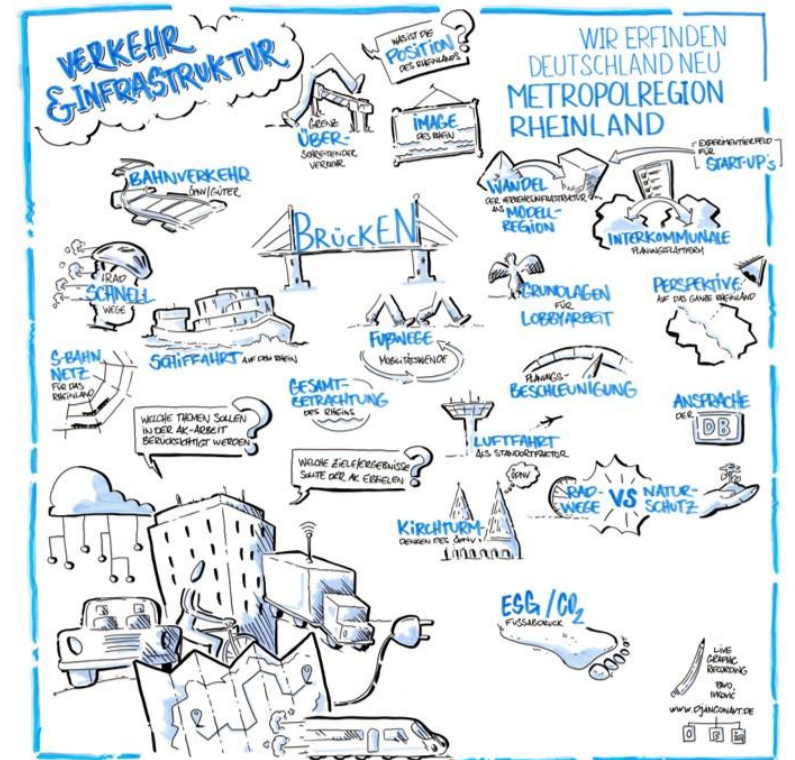 VERKEHR
& INFRASTRUKTUR
WAS IST DIE
POSITION
DES RHEINLANDS
?
WIR ERFINDEN
DEUTSCHLAND NEU
METROPOLREGION
RHEINLAND
GRENZ
ÜBER-
SCHREITENDER
VERKEHR
IMAGE
DES RHEIN
EXPERIMENTIERFELD
FÜR
START-UP's
BAHNVERKEHR
ÖPNV/GÜTER
WANDEL
DER VERKEHRSINFRASTRUKTUR
ALS MODELL-
REGION
INTERKOMMUNALE
PLANUNGSPLATTFORM
BRÜCKEN
RAD
SCHNELL
WEGE
GRUNDLAGEN
FÜR
LOBBYARBEIT
PERSPEKTIVE:
AUF DAS GANZE RHEINLAND
SCHIFFAHRT AUF DEM RHEIN
FUßWEGE
MOBILITÄTSWENDE
S-BAHN
NETZ
FÜR DAS
RHEINLAND
GESAMT-
BETRACHTUNG
DES RHEINS
PLANUNGS-
BESCHLEUNIGUNG
ANSPRACHE
DER
DB
WELCHE THEMEN SOLLEN
IN DER AK-ARBEIT
BERÜCKSICHTIGT WERDEN
?
LUFTFAHRT
ALS STANDORTFAKTOR
WELCHE ZIELE/ERGEBNISSE
SOLLTE DER AK ERZIELEN
?
ÖPNV
KIRCHTURM-
DENKEN DES ÖPNV
RAD-
WEGE
VS
NATUR-
SCHUTZ
ESG / CO₂
FUSSABDRUCK
LIVE
GRAPHIC
RECORDING
TAVO
IVKOVIĆ
WWW.DJANGONAUT.DE